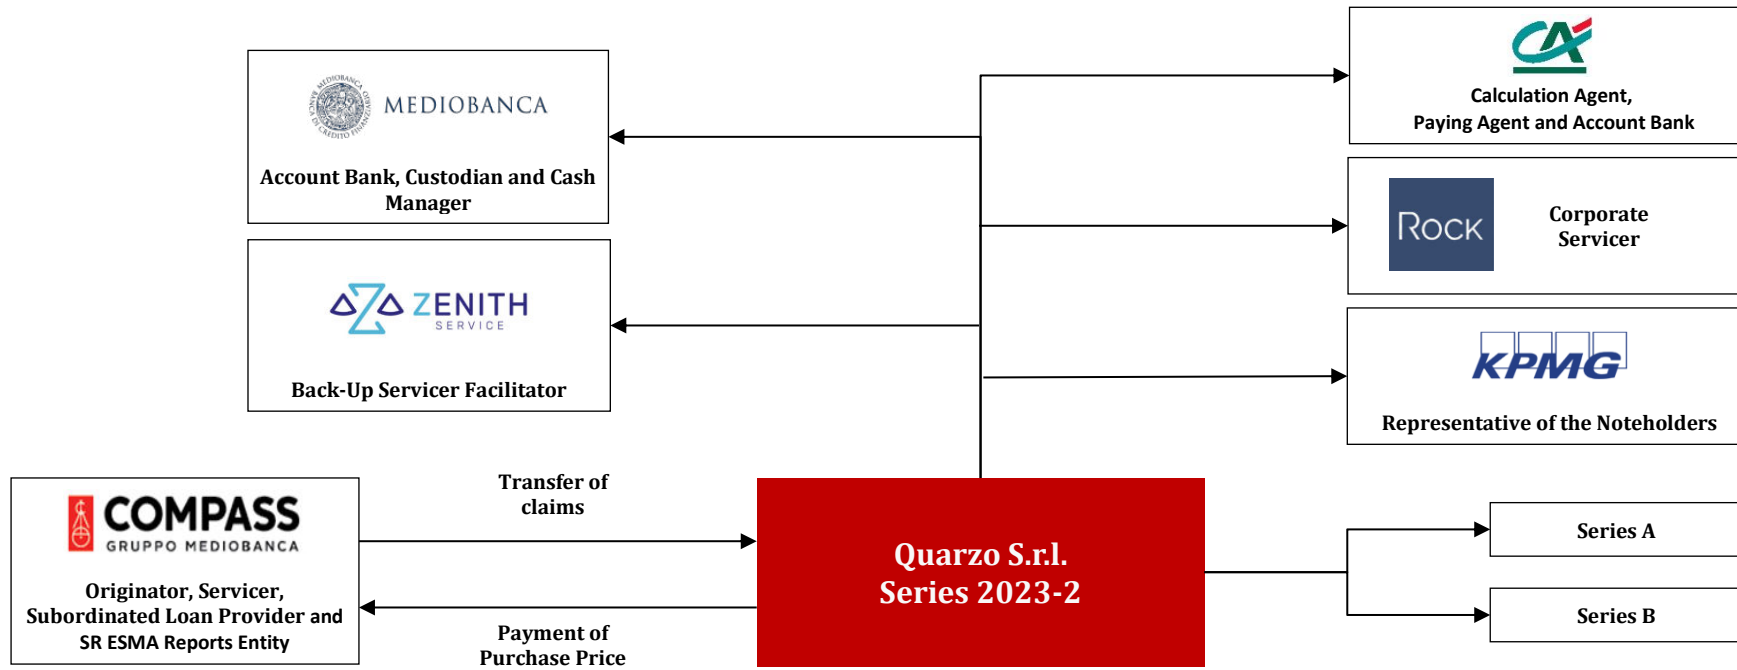 MEDIOBANCA
Account Bank, Custodian and Cash
Manager
Calculation Agent,
Paying Agent and Account Bank
ROCK
Corporate
Servicer
ZENITH
SERVICE
Back-Up Servicer Facilitator
KPMG
Representative of the Noteholders
COMPASS
GRUPPO MEDIOBANCA
Originator, Servicer,
Subordinated Loan Provider and
SR ESMA Reports Entity
Transfer of
claims
Payment of
Purchase Price
Quarzo S.r.l.
Series 2023-2
Series A
Series B